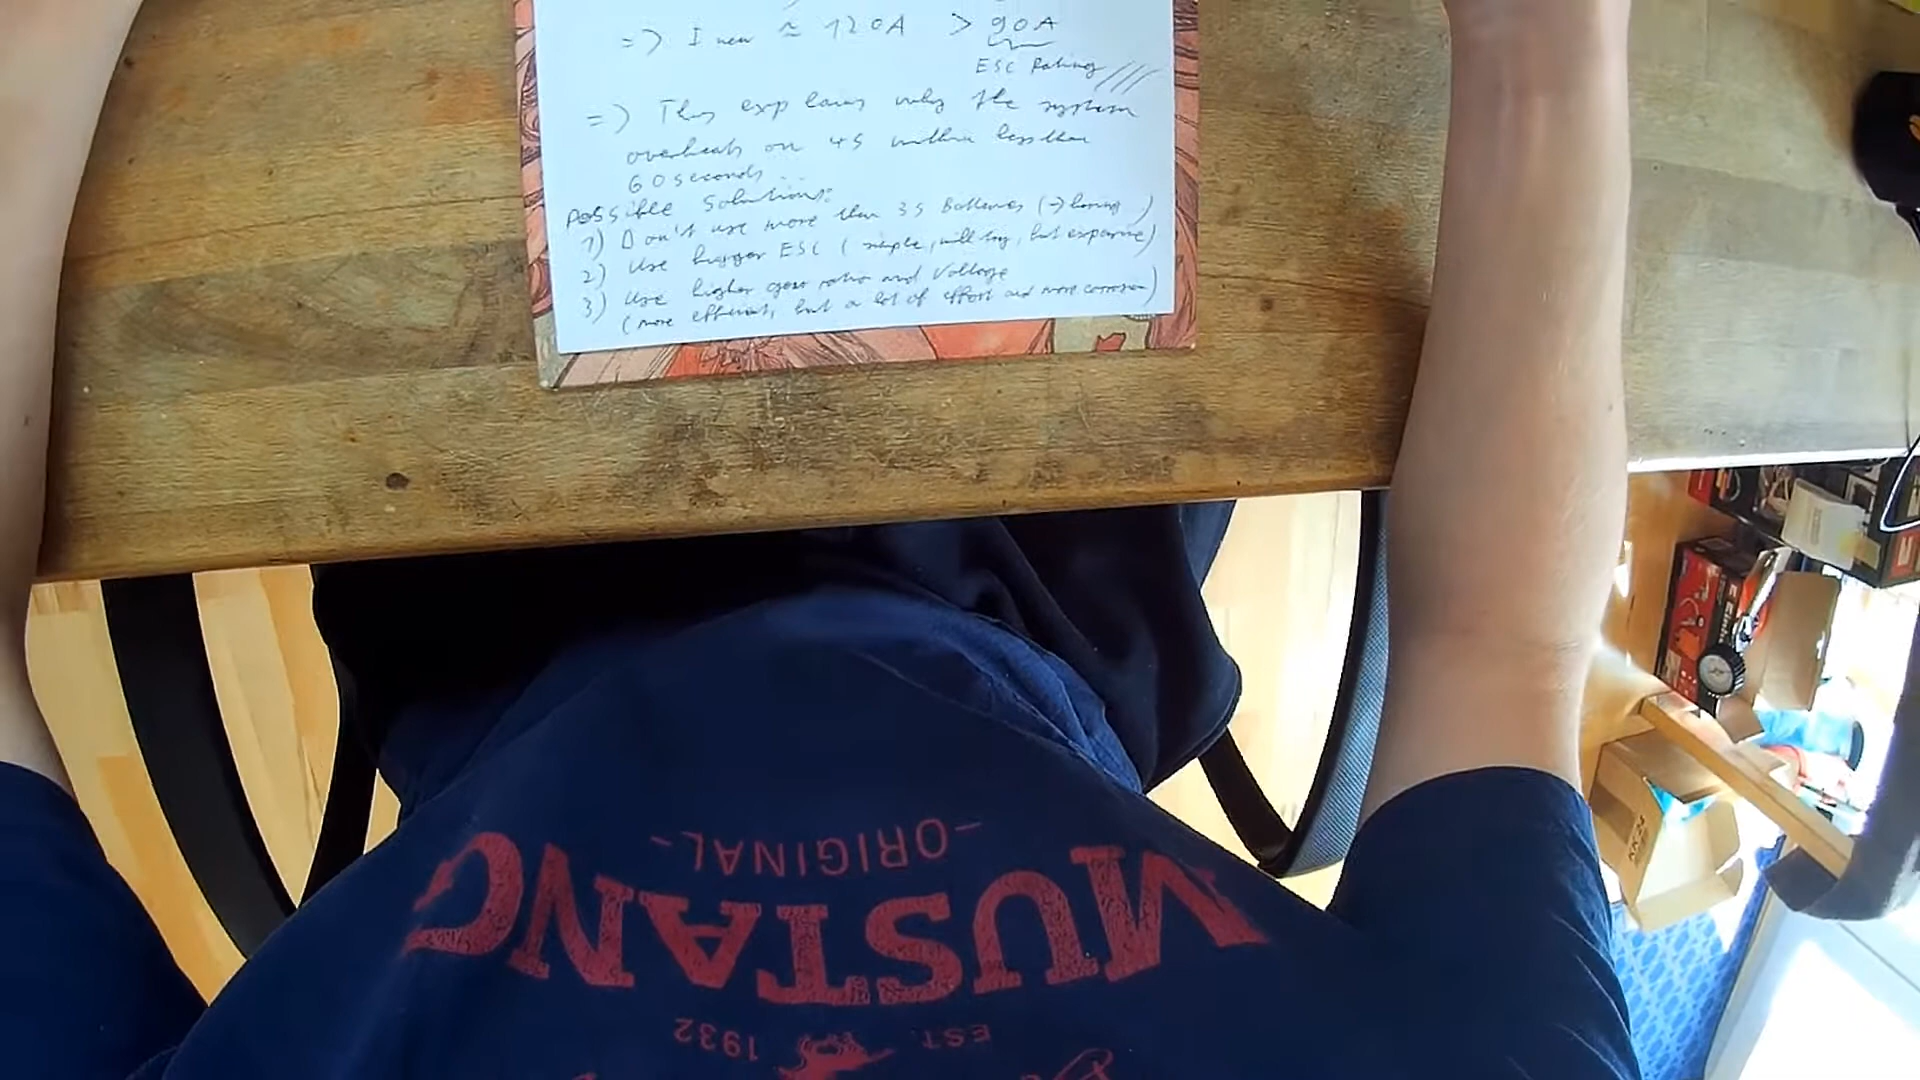 => I new ≈ 120A > 90A
ESC Rating
=> This explains why the system
overheats on 4S within less than
60 seconds
Possible Solutions:
1) Don't use more than 3S Batteries (-> boring)
2) Use bigger ESC (simple, will try, but expensive)
3) Use higher gear ratio and Voltage
(more efficient, but a lot of effort and more corrosion)
- ORIGINAL -
MUSTANG
EST. 1932